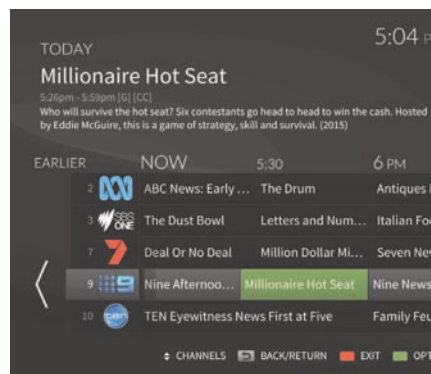 5:04 P
TODAY
Millionaire Hot Seat
5:26pm - 5:59pm [G] [CC]
Who will survive the hot seat? Six contestants go head to head to win the cash. Hosted
by Eddie McGuire, this is a game of strategy, skill and survival. (2015)
EARLIER NOW 5:30 6 PM
2 ABC News: Early ... The Drum Antiques
3 SBS ONE The Dust Bowl Letters and Num... Italian Foo
7 7 Deal Or No Deal Million Dollar Mi... Seven New
9 9 Nine Afternoo... Millionaire Hot Seat Nine News
10 TEN TEN Eyewitness News First at Five Family Feu
CHANNELS BACK/RETURN EXIT OPT